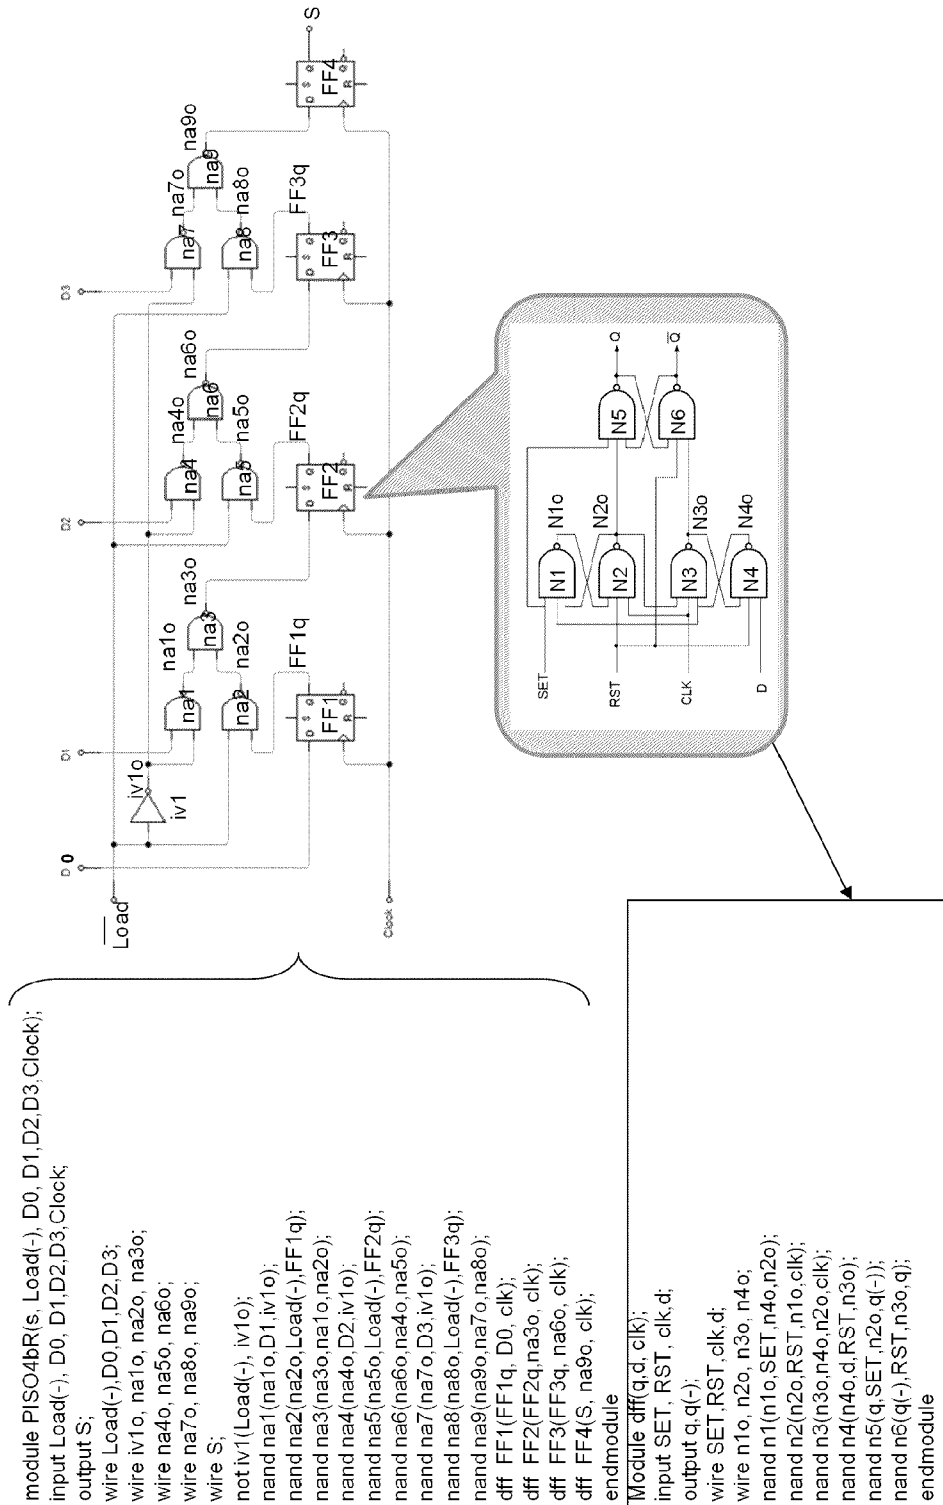 module PISO4bR(s, Load(-), D0, D1,D2,D3,Clock);
input Load(-), D0, D1,D2,D3,Clock;
output S;
wire Load(-),D0,D1,D2,D3;
wire iv1o, na1o, na2o, na3o;
wire na4o, na5o, na6o;
wire na7o, na8o, na9o;
wire S;
not iv1(Load(-), iv1o);
nand na1(na1o,D1,iv1o);
nand na2(na2o,Load(-),FF1q);
nand na3(na3o,na1o,na2o);
nand na4(na4o,D2,iv1o);
nand na5(na5o,Load(-),FF2q);
nand na6(na6o,na4o,na5o);
nand na7(na7o,D3,iv1o);
nand na8(na8o,Load(-),FF3q);
nand na9(na9o,na7o,na8o);
dff FF1(FF1q, D0, clk);
dff FF2(FF2q,na3o, clk);
dff FF3(FF3q, na6o, clk);
dff FF4(S, na9o, clk);
endmodule
Module dff(q,d, clk);
input SET, RST, clk,d;
output q,q(-);
wire SET,RST,clk,d;
wire n1o, n2o, n3o, n4o;
nand n1(n1o,SET,n4o,n2o);
nand n2(n2o,RST,n1o,clk);
nand n3(n3o,n4o,n2o,clk);
nand n4(n4o,d,RST,n3o);
nand n5(q,SET,n2o,q(-));
nand n6(q(-),RST,n3o,q);
endmodule
D 0
D1
D2
D3
Load
iv1
iv1o
na1
na1o
na2
na2o
na3
na3o
na4
na4o
na5
na5o
na6
na6o
na7
na7o
na8
na8o
na9
na9o
FF1q
FF2q
FF3q
D S Q
FF1
R
D S Q
FF2
R
D S Q
FF3
R
D S Q
FF4
R
S
Clock
SET
RST
CLK
D
N1
N1o
N2
N2o
N3
N3o
N4
N4o
N5
N6
Q
Q̅